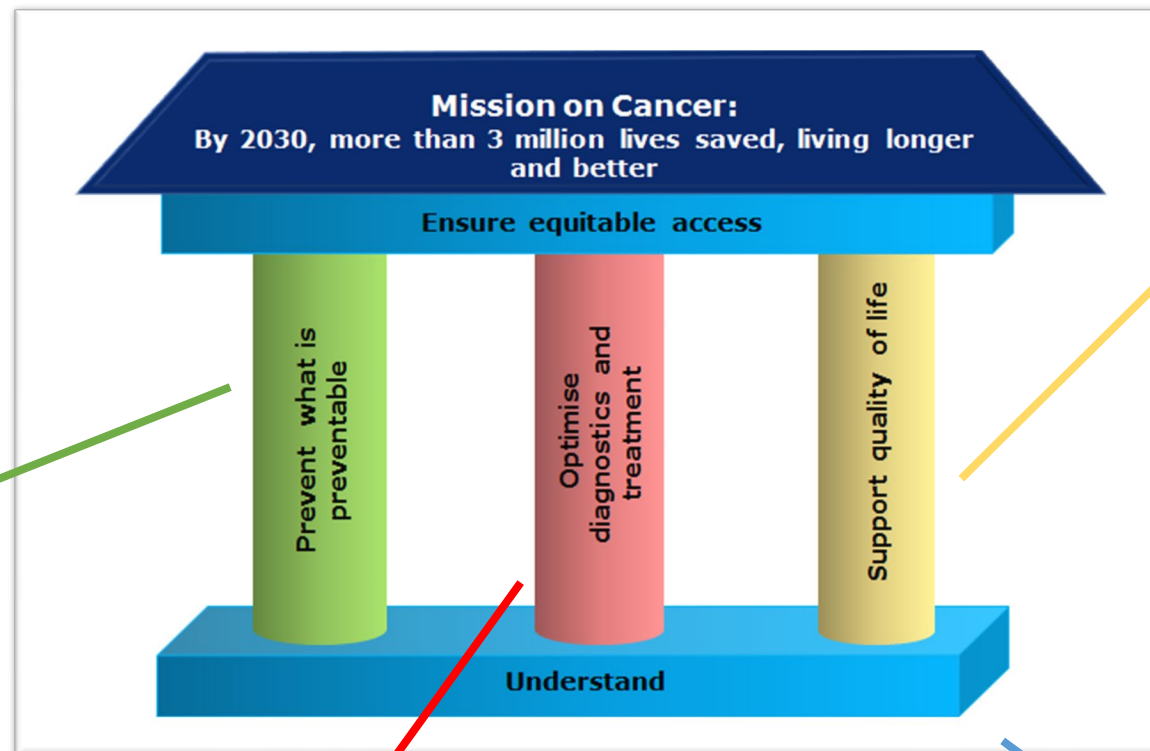 Mission on Cancer:
By 2030, more than 3 million lives saved, living longer
and better
Ensure equitable access
Prevent what is
preventable
Optimise
diagnostics and
treatment
Support quality of life
Understand